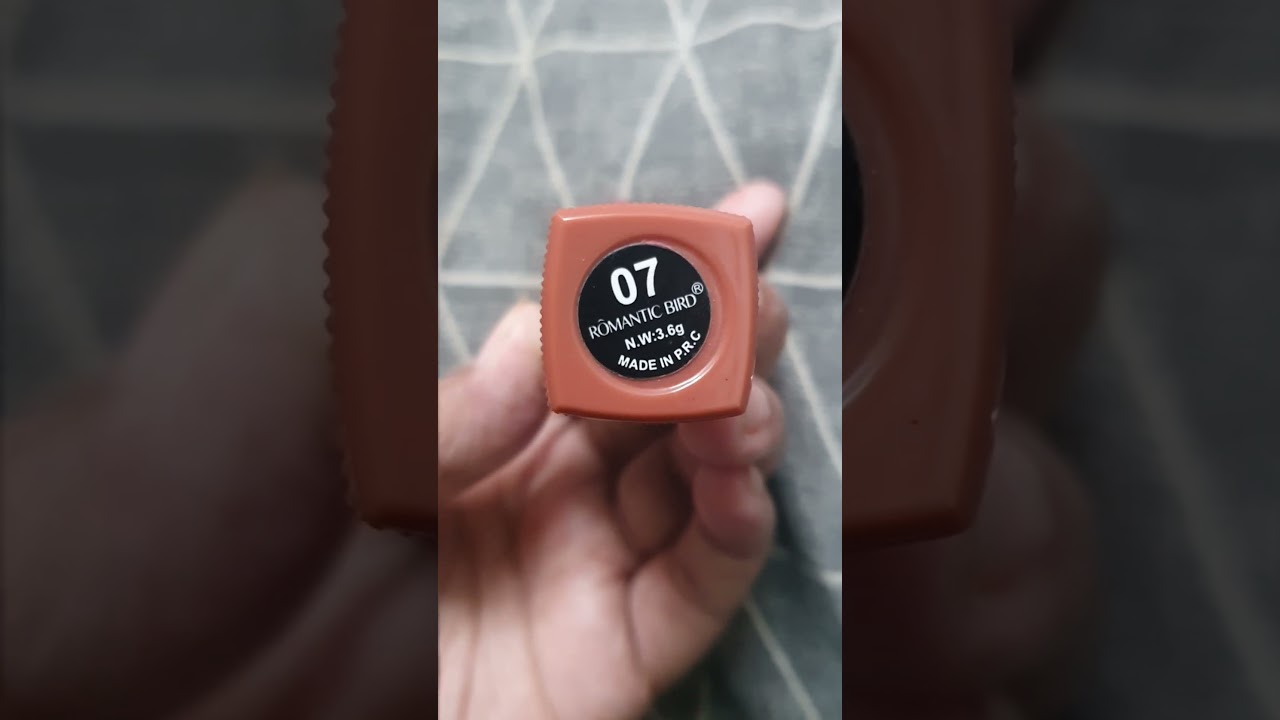 07
RÔMANTIC BIRD®
N.W:3.6g
MADE IN P.R.C